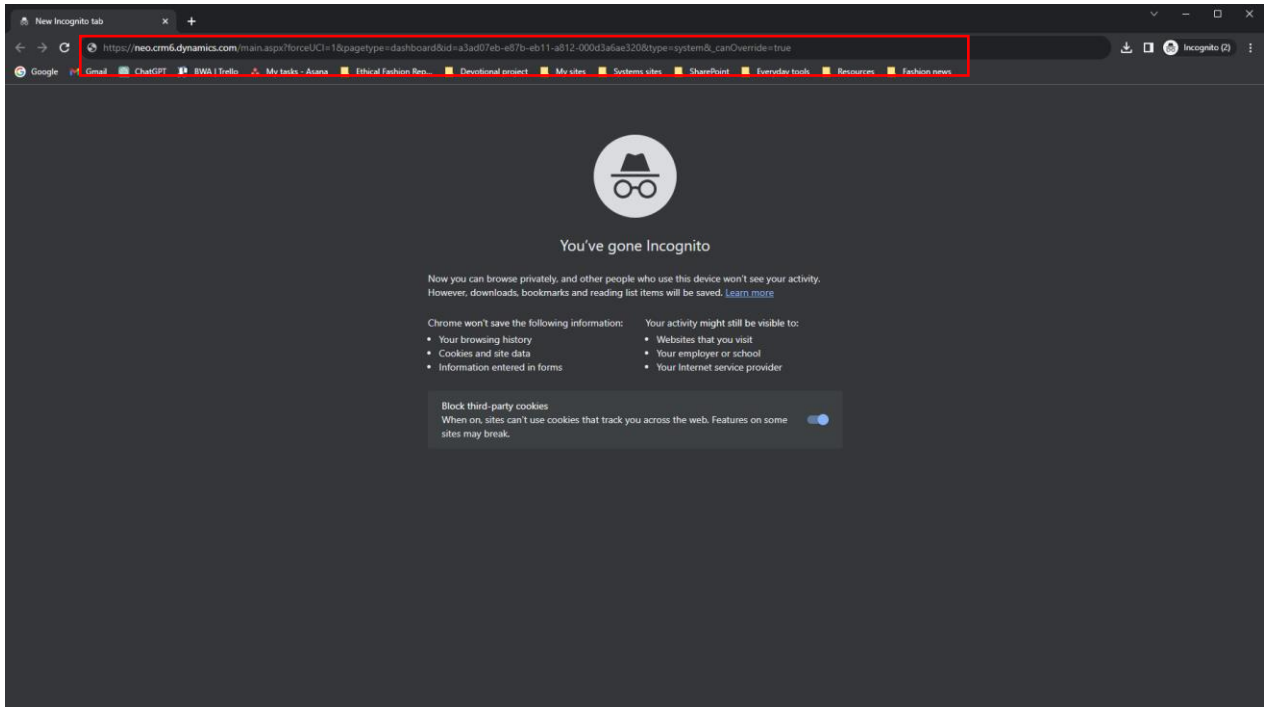 New Incognito tab
https://neo.crm6.dynamics.com/main.aspx?forceUCI=1&pagetype=dashboard&id=a3ad07eb-e87b-eb11-a812-000d3a6ae320&type=system&_canOverride=true
Incognito (2)
Google Gmail ChatGPT BWA | Trello My tasks - Asana Ethical Fashion Rep... Devotional project My sites Systems sites SharePoint Everyday tools Resources Fashion news
You've gone Incognito
Now you can browse privately, and other people who use this device won't see your activity.
However, downloads, bookmarks and reading list items will be saved. Learn more
Chrome won't save the following information:
• Your browsing history
• Cookies and site data
• Information entered in forms
Your activity might still be visible to:
• Websites that you visit
• Your employer or school
• Your Internet service provider
Block third-party cookies
When on, sites can't use cookies that track you across the web. Features on some
sites may break.